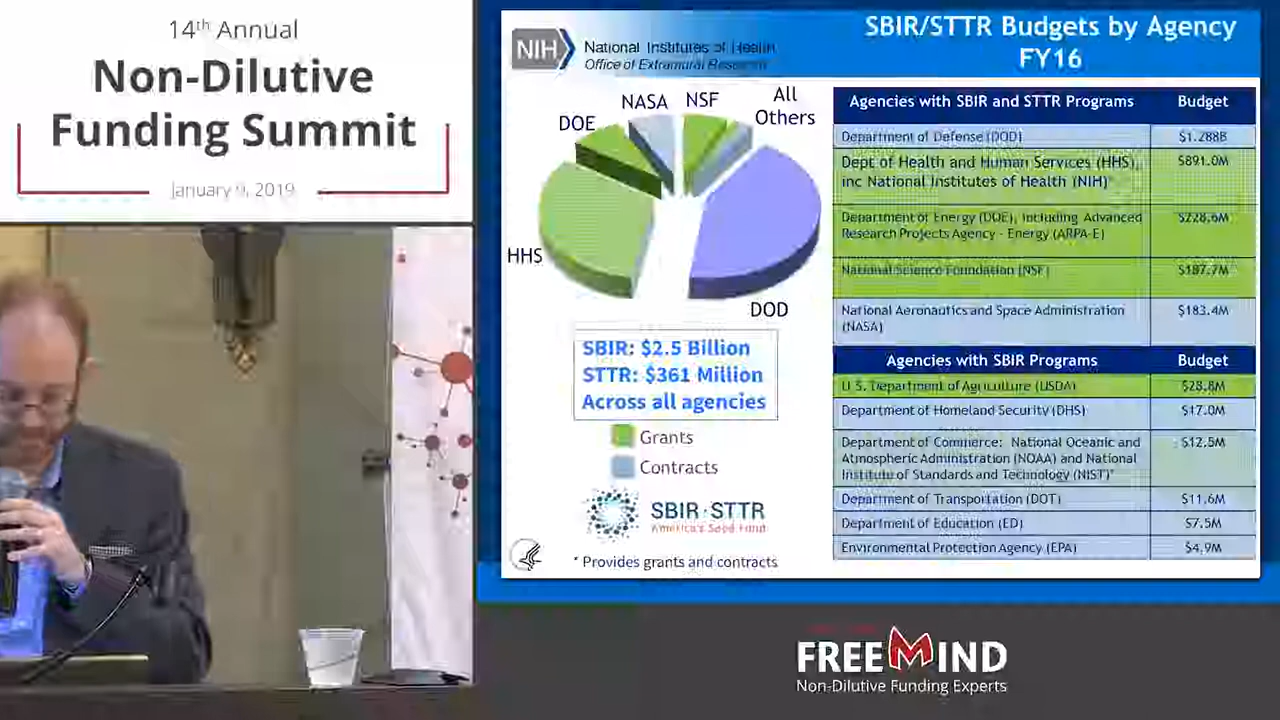 14th Annual
Non-Dilutive
Funding Summit
January 9, 2019
NIH
National Institutes of Health
Office of Extramural Research
SBIR/STTR Budgets by Agency
FY16
NASA
NSF
All
Others
DOE
HHS
DOD
SBIR: $2.5 Billion
STTR: $361 Million
Across all agencies
Grants
Contracts
SBIR·STTR
America's Seed Fund
* Provides grants and contracts
Agencies with SBIR and STTR Programs Budget
Department of Defense (DOD) $1.288B
Dept of Health and Human Services (HHS), $891.0M
inc National Institutes of Health (NIH)*
Department of Energy (DOE), including Advanced $228.6M
Research Projects Agency - Energy (ARPA-E)
National Science Foundation (NSF) $187.7M
National Aeronautics and Space Administration $183.4M
(NASA)
Agencies with SBIR Programs Budget
U.S. Department of Agriculture (USDA) $28.8M
Department of Homeland Security (DHS) $17.0M
Department of Commerce: National Oceanic and $12.5M
Atmospheric Administration (NOAA) and National
Institute of Standards and Technology (NIST)*
Department of Transportation (DOT) $11.6M
Department of Education (ED) $7.5M
Environmental Protection Agency (EPA) $4.9M
FREEMIND
Non-Dilutive Funding Experts